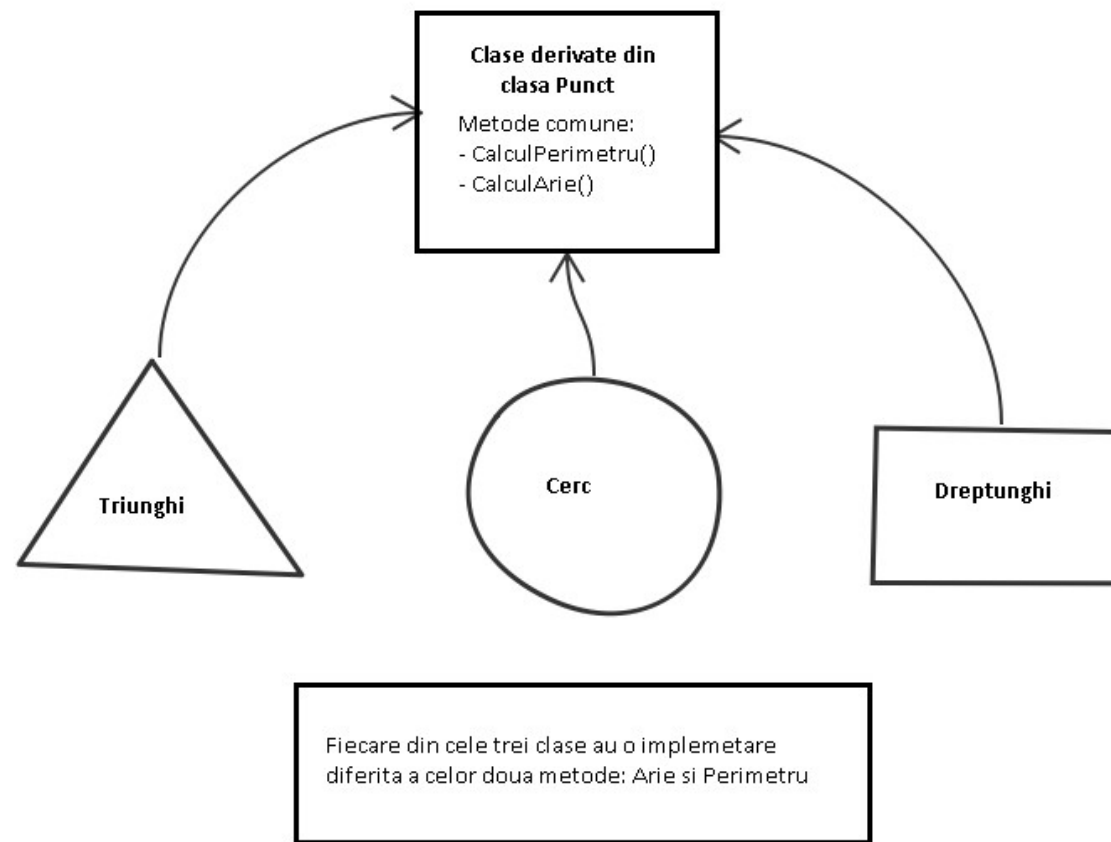 Clase derivate din
clasa Punct
Metode comune:
- CalculPerimetru()
- CalculArie()
Triunghi
Cerc
Dreptunghi
Fiecare din cele trei clase au o implemetare
diferita a celor doua metode: Arie si Perimetru